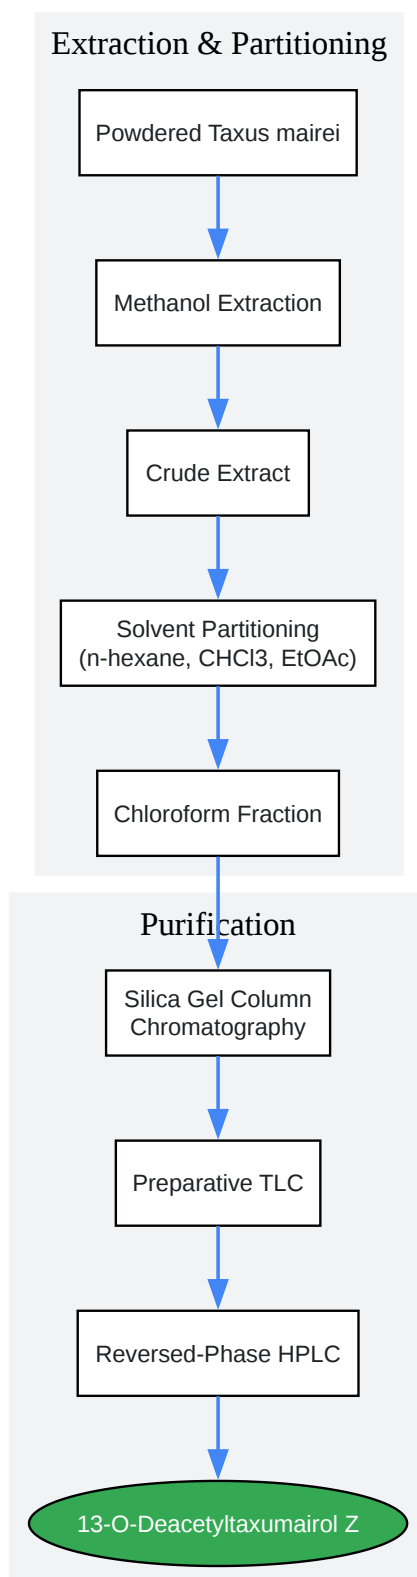 Extraction & Partitioning
Powdered Taxus mairei
Methanol Extraction
Crude Extract
Solvent Partitioning
(n-hexane, CHCl3, EtOAc)
Chloroform Fraction
Purification
Silica Gel Column
Chromatography
Preparative TLC
Reversed-Phase HPLC
13-O-Deacetyltaxumairol Z